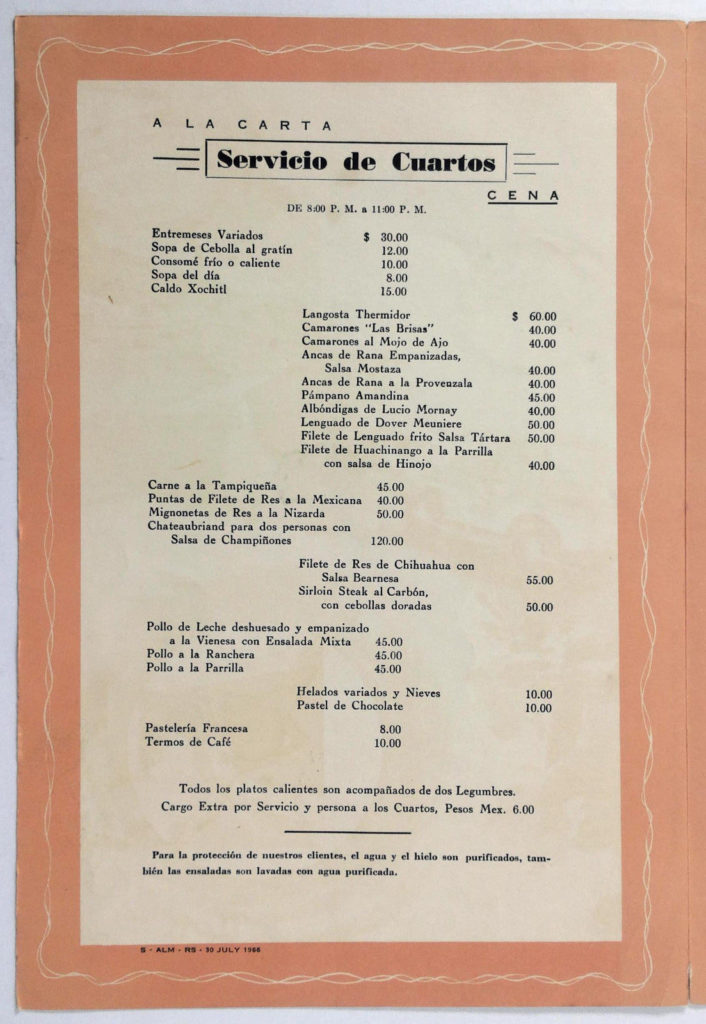 A LA CARTA
Servicio de Cuartos
CENA
DE 8:00 P. M. a 11:00 P. M.
Entremeses Variados $ 30.00
Sopa de Cebolla al gratín 12.00
Consomé frío o caliente 10.00
Sopa del día 8.00
Caldo Xochitl 15.00
Langosta Thermidor $ 60.00
Camarones "Las Brisas" 40.00
Camarones al Mojo de Ajo 40.00
Ancas de Rana Empanizadas,
Salsa Mostaza 40.00
Ancas de Rana a la Provenzala 40.00
Pámpano Amandina 45.00
Albóndigas de Lucio Mornay 40,00
Lenguado de Dover Meuniere 50.00
Filete de Lenguado frito Salsa Tártara 50.00
Filete de Huachinango a la Parrilla
con salsa de Hinojo 40.00
Carne a la Tampiqueña 45.00
Puntas de Filete de Res a la Mexicana 40.00
Mignonetas de Res a la Nizarda 50.00
Chateaubriand para dos personas con
Salsa de Champiñones 120.00
Filete de Res de Chihuahua con
Salsa Bearnesa 55.00
Sirloin Steak al Carbón,
con cebollas doradas 50.00
Pollo de Leche deshuesado y empanizado
a la Vienesa con Ensalada Mixta 45.00
Pollo a la Ranchera 45.00
Pollo a la Parrilla 45.00
Helados variados y Nieves 10.00
Pastel de Chocolate 10.00
Pastelería Francesa 8.00
Termos de Café 10.00
Todos los platos calientes son acompañados de dos Legumbres.
Cargo Extra por Servicio y persona a los Cuartos, Pesos Mex. 6.00
Para la protección de nuestros clientes, el agua y el hielo son purificados, tam-
bién las ensaladas son lavadas con agua purificada.
S - ALM - RS - 30 JULY 1966